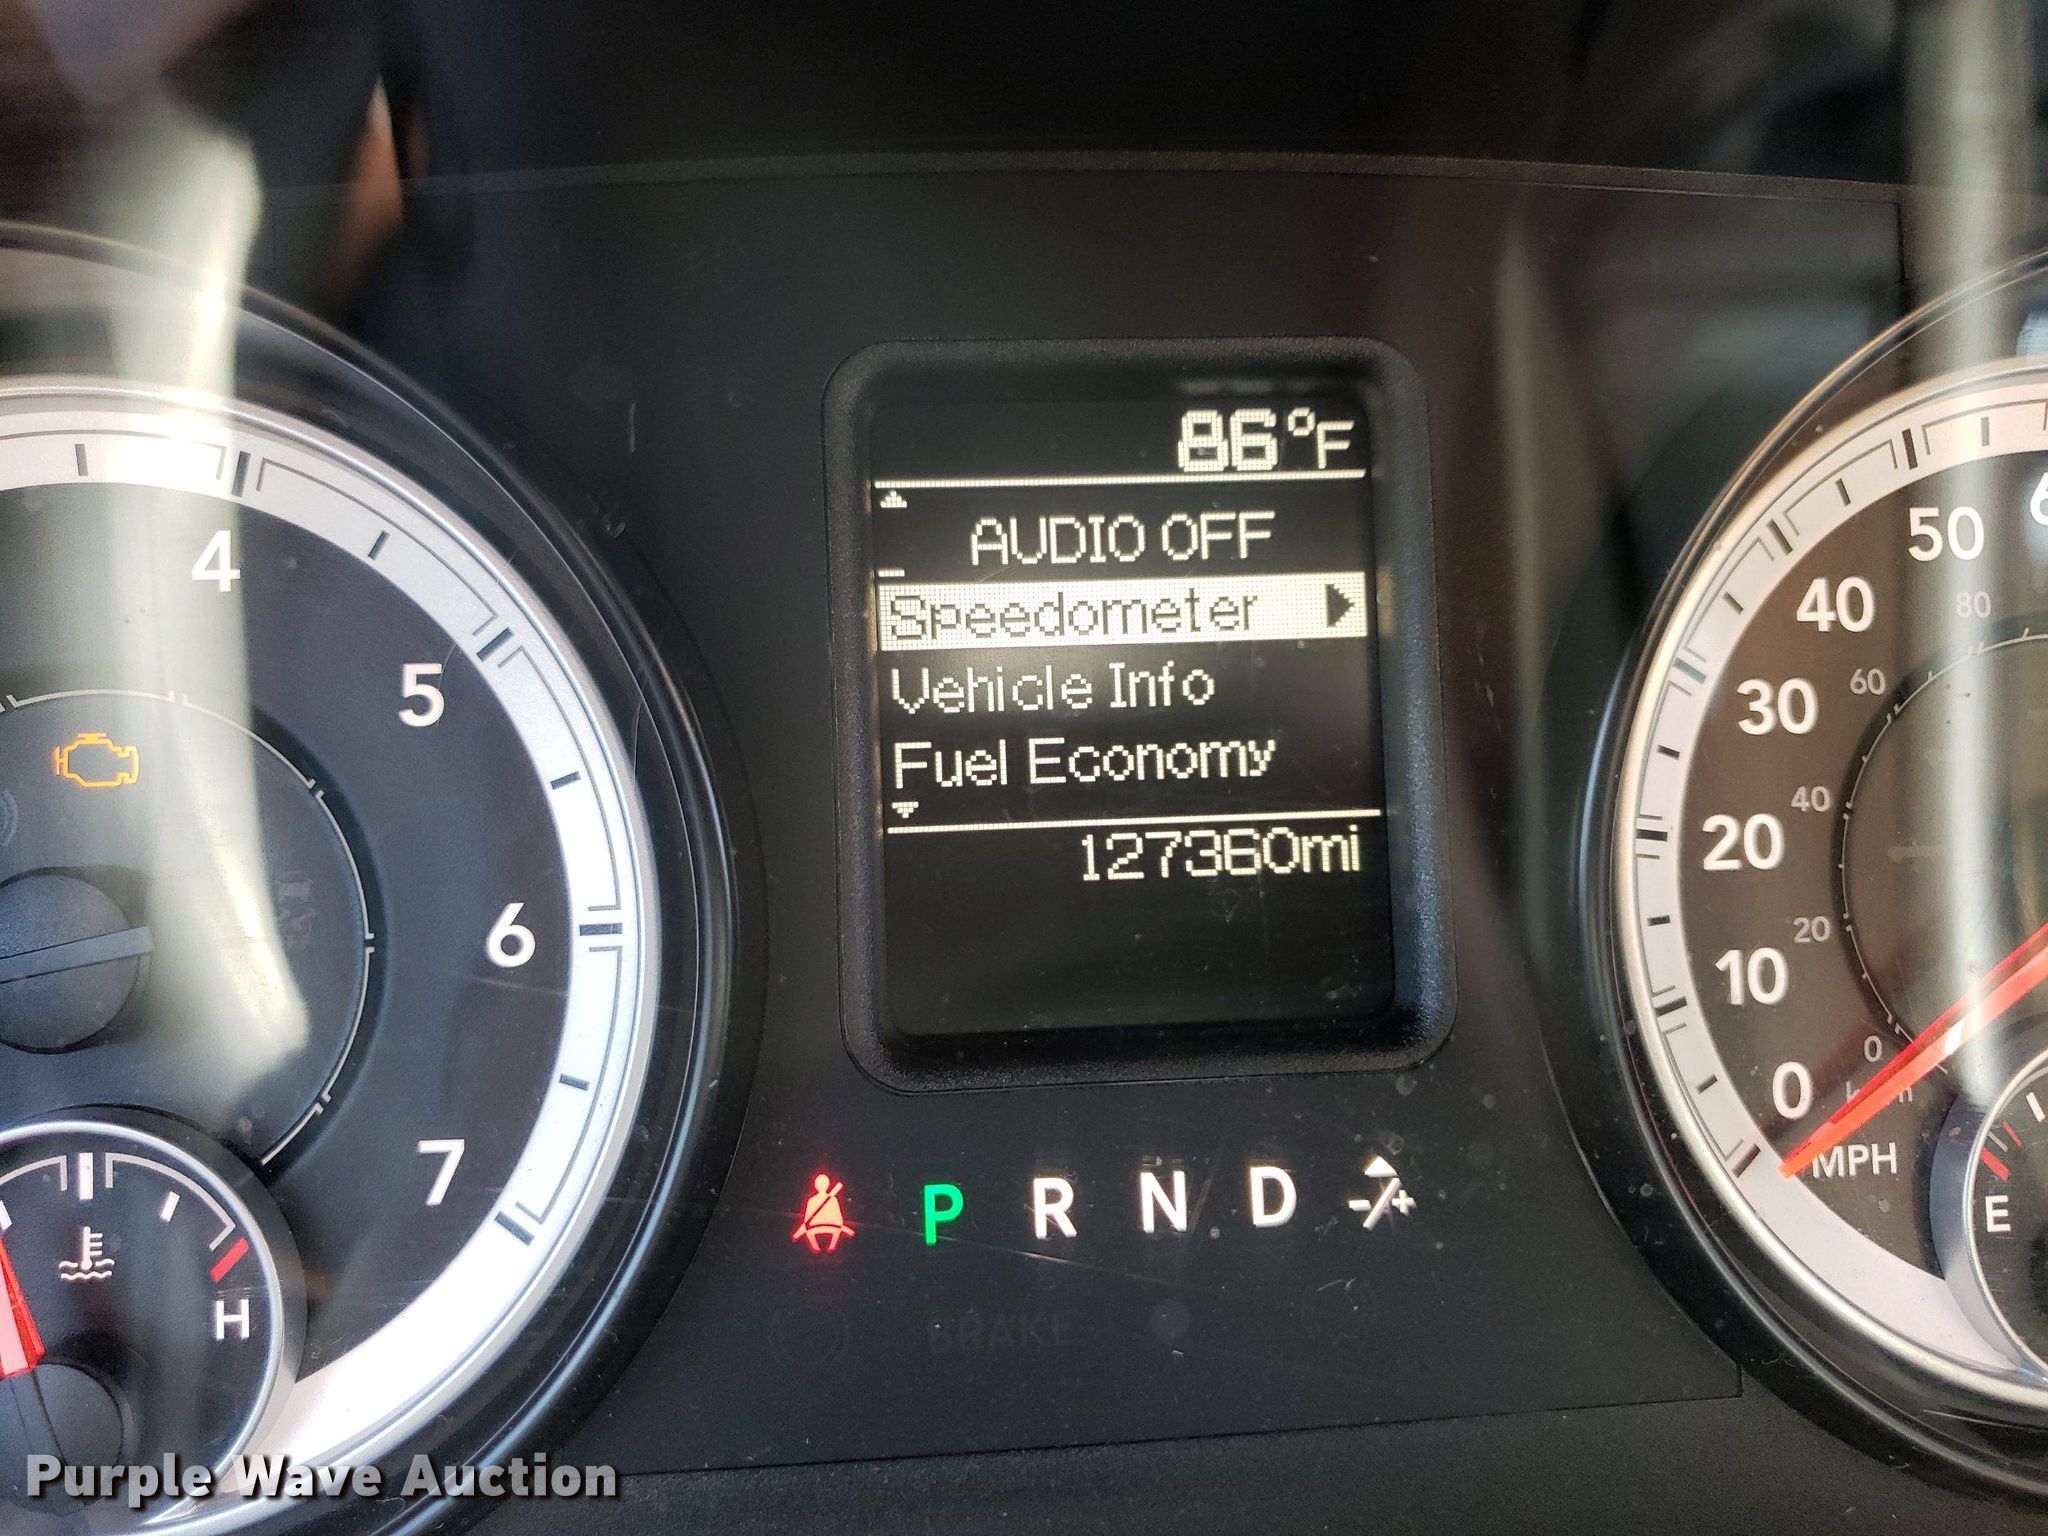 86°F
AUDIO OFF
Speedometer
Vehicle Info
Fuel Economy
127360mi
4
5
6
7
H
P R N D
-/+
BRAKE
50
40
30
20
10
0
MPH
80
60
40
20
0
E
Purple Wave Auction